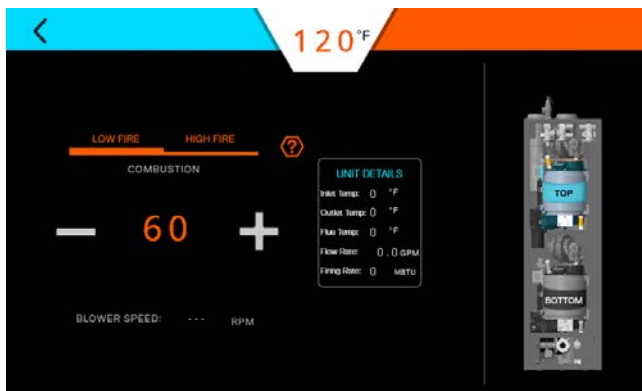 120°F
LOW FIRE HIGH FIRE
?
COMBUSTION
60
UNIT DETAILS
Inlet Temp: 0 °F
Outlet Temp: 0 °F
Flue Temp: 0 °F
Flow Rate: 0.0 GPM
Firing Rate: 0 MBTU
BLOWER SPEED: --- RPM
TOP
BOTTOM